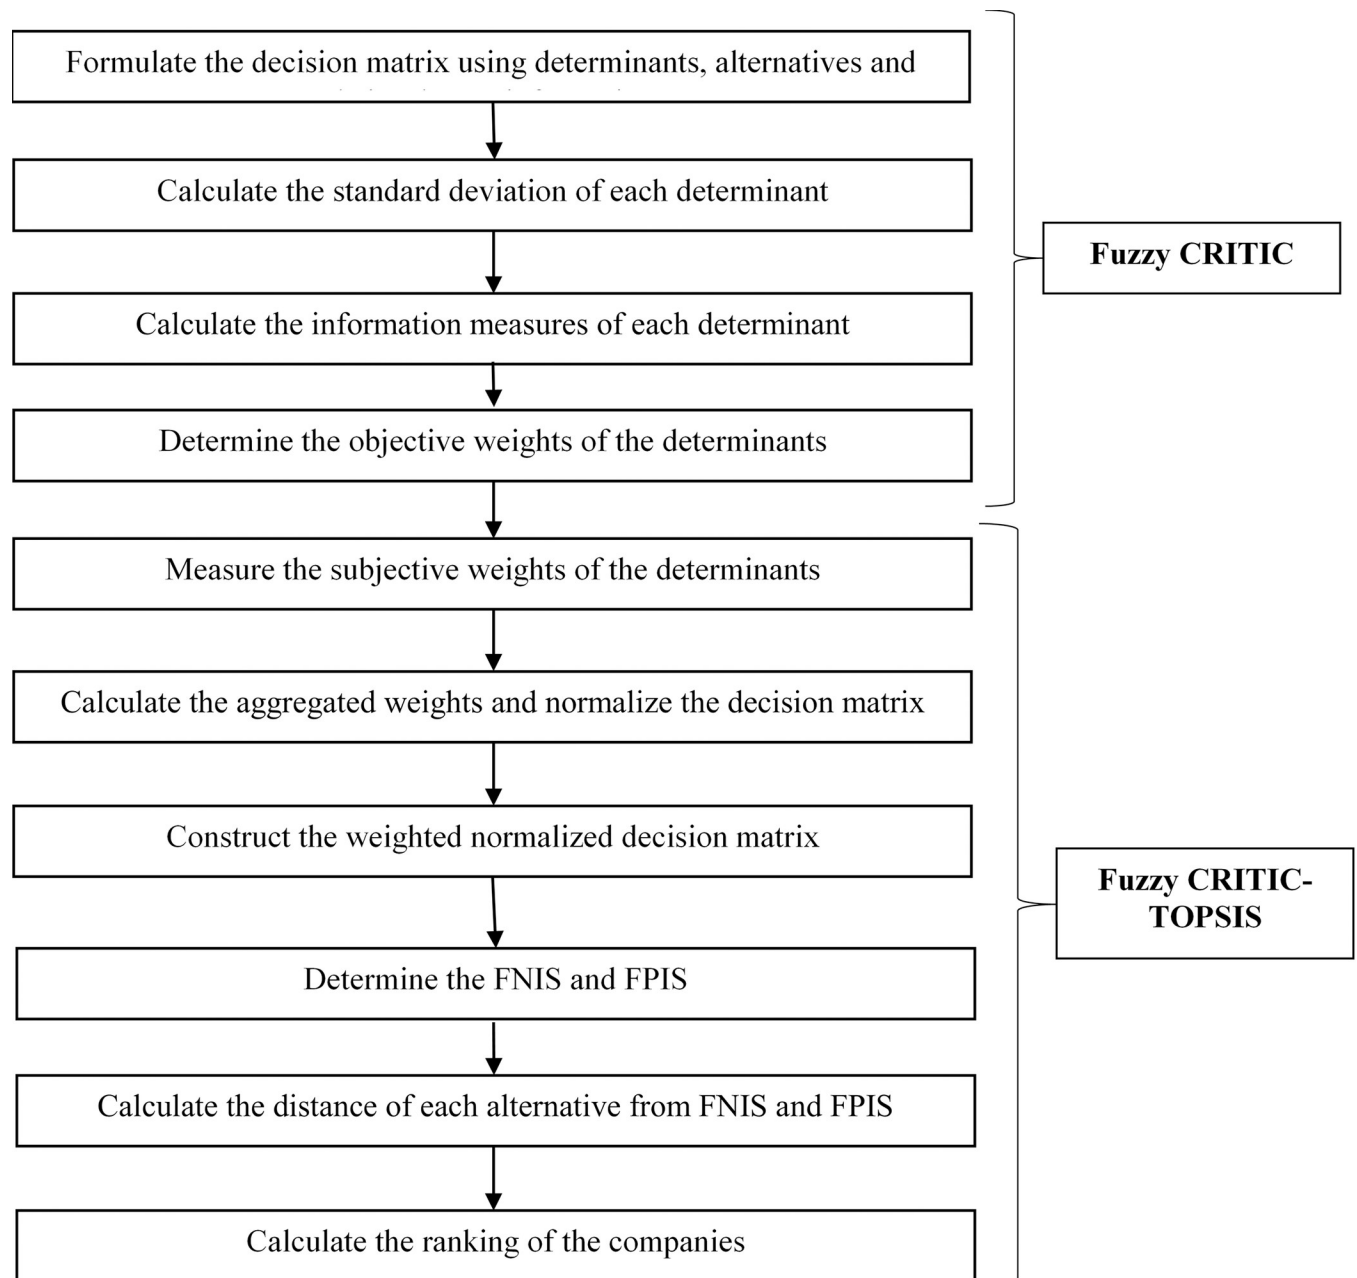 Formulate the decision matrix using determinants, alternatives and
Calculate the standard deviation of each determinant
Calculate the information measures of each determinant
Determine the objective weights of the determinants
Fuzzy CRITIC
Measure the subjective weights of the determinants
Calculate the aggregated weights and normalize the decision matrix
Construct the weighted normalized decision matrix
Determine the FNIS and FPIS
Calculate the distance of each alternative from FNIS and FPIS
Calculate the ranking of the companies
Fuzzy CRITIC-
TOPSIS